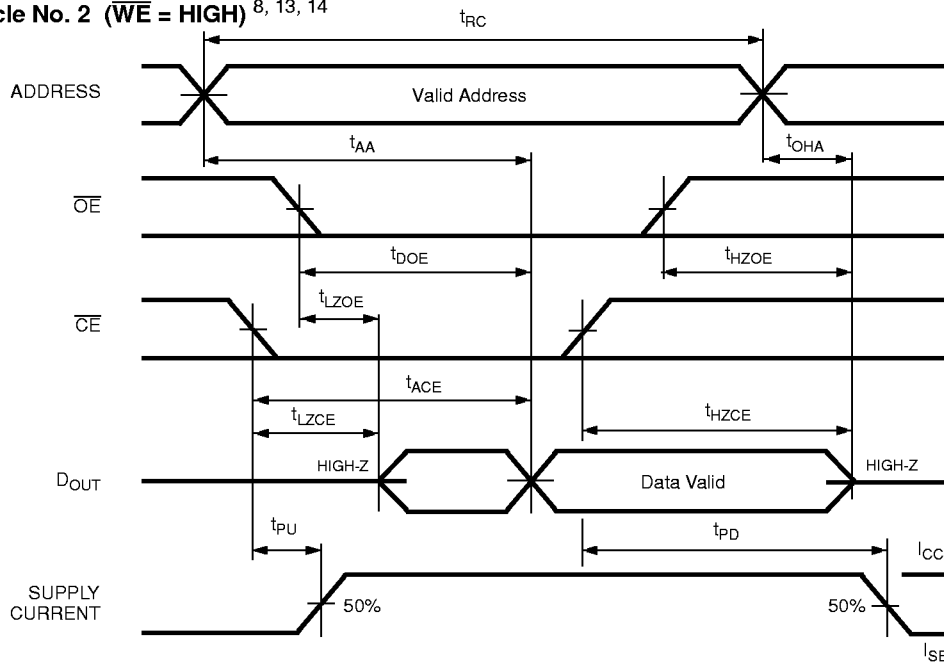 cle No. 2 (WE = HIGH) 8, 13, 14
tRC
ADDRESS
Valid Address
tAA
tOHA
OE
tDOE
tHZOE
tLZOE
CE
tACE
tLZCE
tHZCE
DOUT
HIGH-Z
Data Valid
HIGH-Z
tPU
tPD
ICC
SUPPLY
CURRENT
50%
50%
ISB